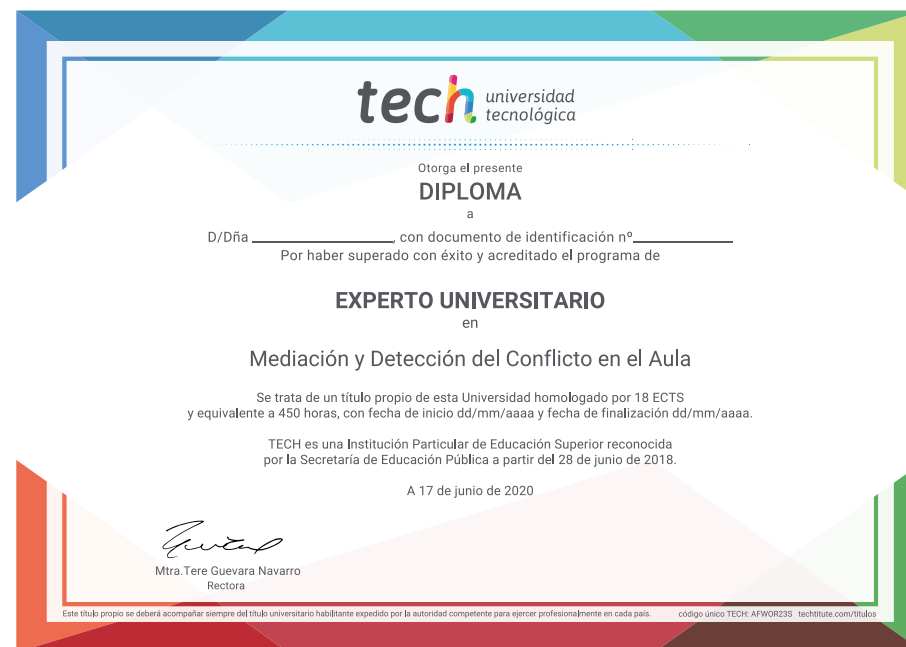 tech universidad
tecnológica
Otorga el presente
DIPLOMA
a
D/Dña ____________, con documento de identificación nº____________
Por haber superado con éxito y acreditado el programa de
EXPERTO UNIVERSITARIO
en
Mediación y Detección del Conflicto en el Aula
Se trata de un título propio de esta Universidad homologado por 18 ECTS
y equivalente a 450 horas, con fecha de inicio dd/mm/aaaa y fecha de finalización dd/mm/aaaa.
TECH es una Institución Particular de Educación Superior reconocida
por la Secretaría de Educación Pública a partir del 28 de junio de 2018.
A 17 de junio de 2020
Mtra.Tere Guevara Navarro
Rectora
Este título propio se deberá acompañar siempre del título universitario habilitante expedido por la autoridad competente para ejercer profesionalmente en cada país. código único TECH: AFWOR23S techtitute.com/titulos